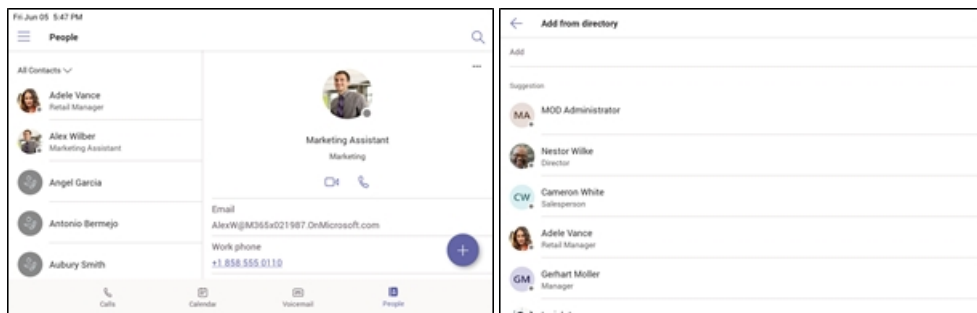 Fri Jun 05 5:47 PM
People
All Contacts
Adele Vance
Retail Manager
Alex Wilber
Marketing Assistant
Angel Garcia
Antonio Bermejo
Aubury Smith
Marketing Assistant
Marketing
Email
AlexW@M365x021987.OnMicrosoft.com
Work phone
+1 858 555 0110
Calls
Calendar
Voicemail
People
Add from directory
Add
Suggestion
MA
MOD Administrator
Nestor Wilke
Director
CW
Cameron White
Salesperson
Adele Vance
Retail Manager
GM
Gerhart Moller
Manager